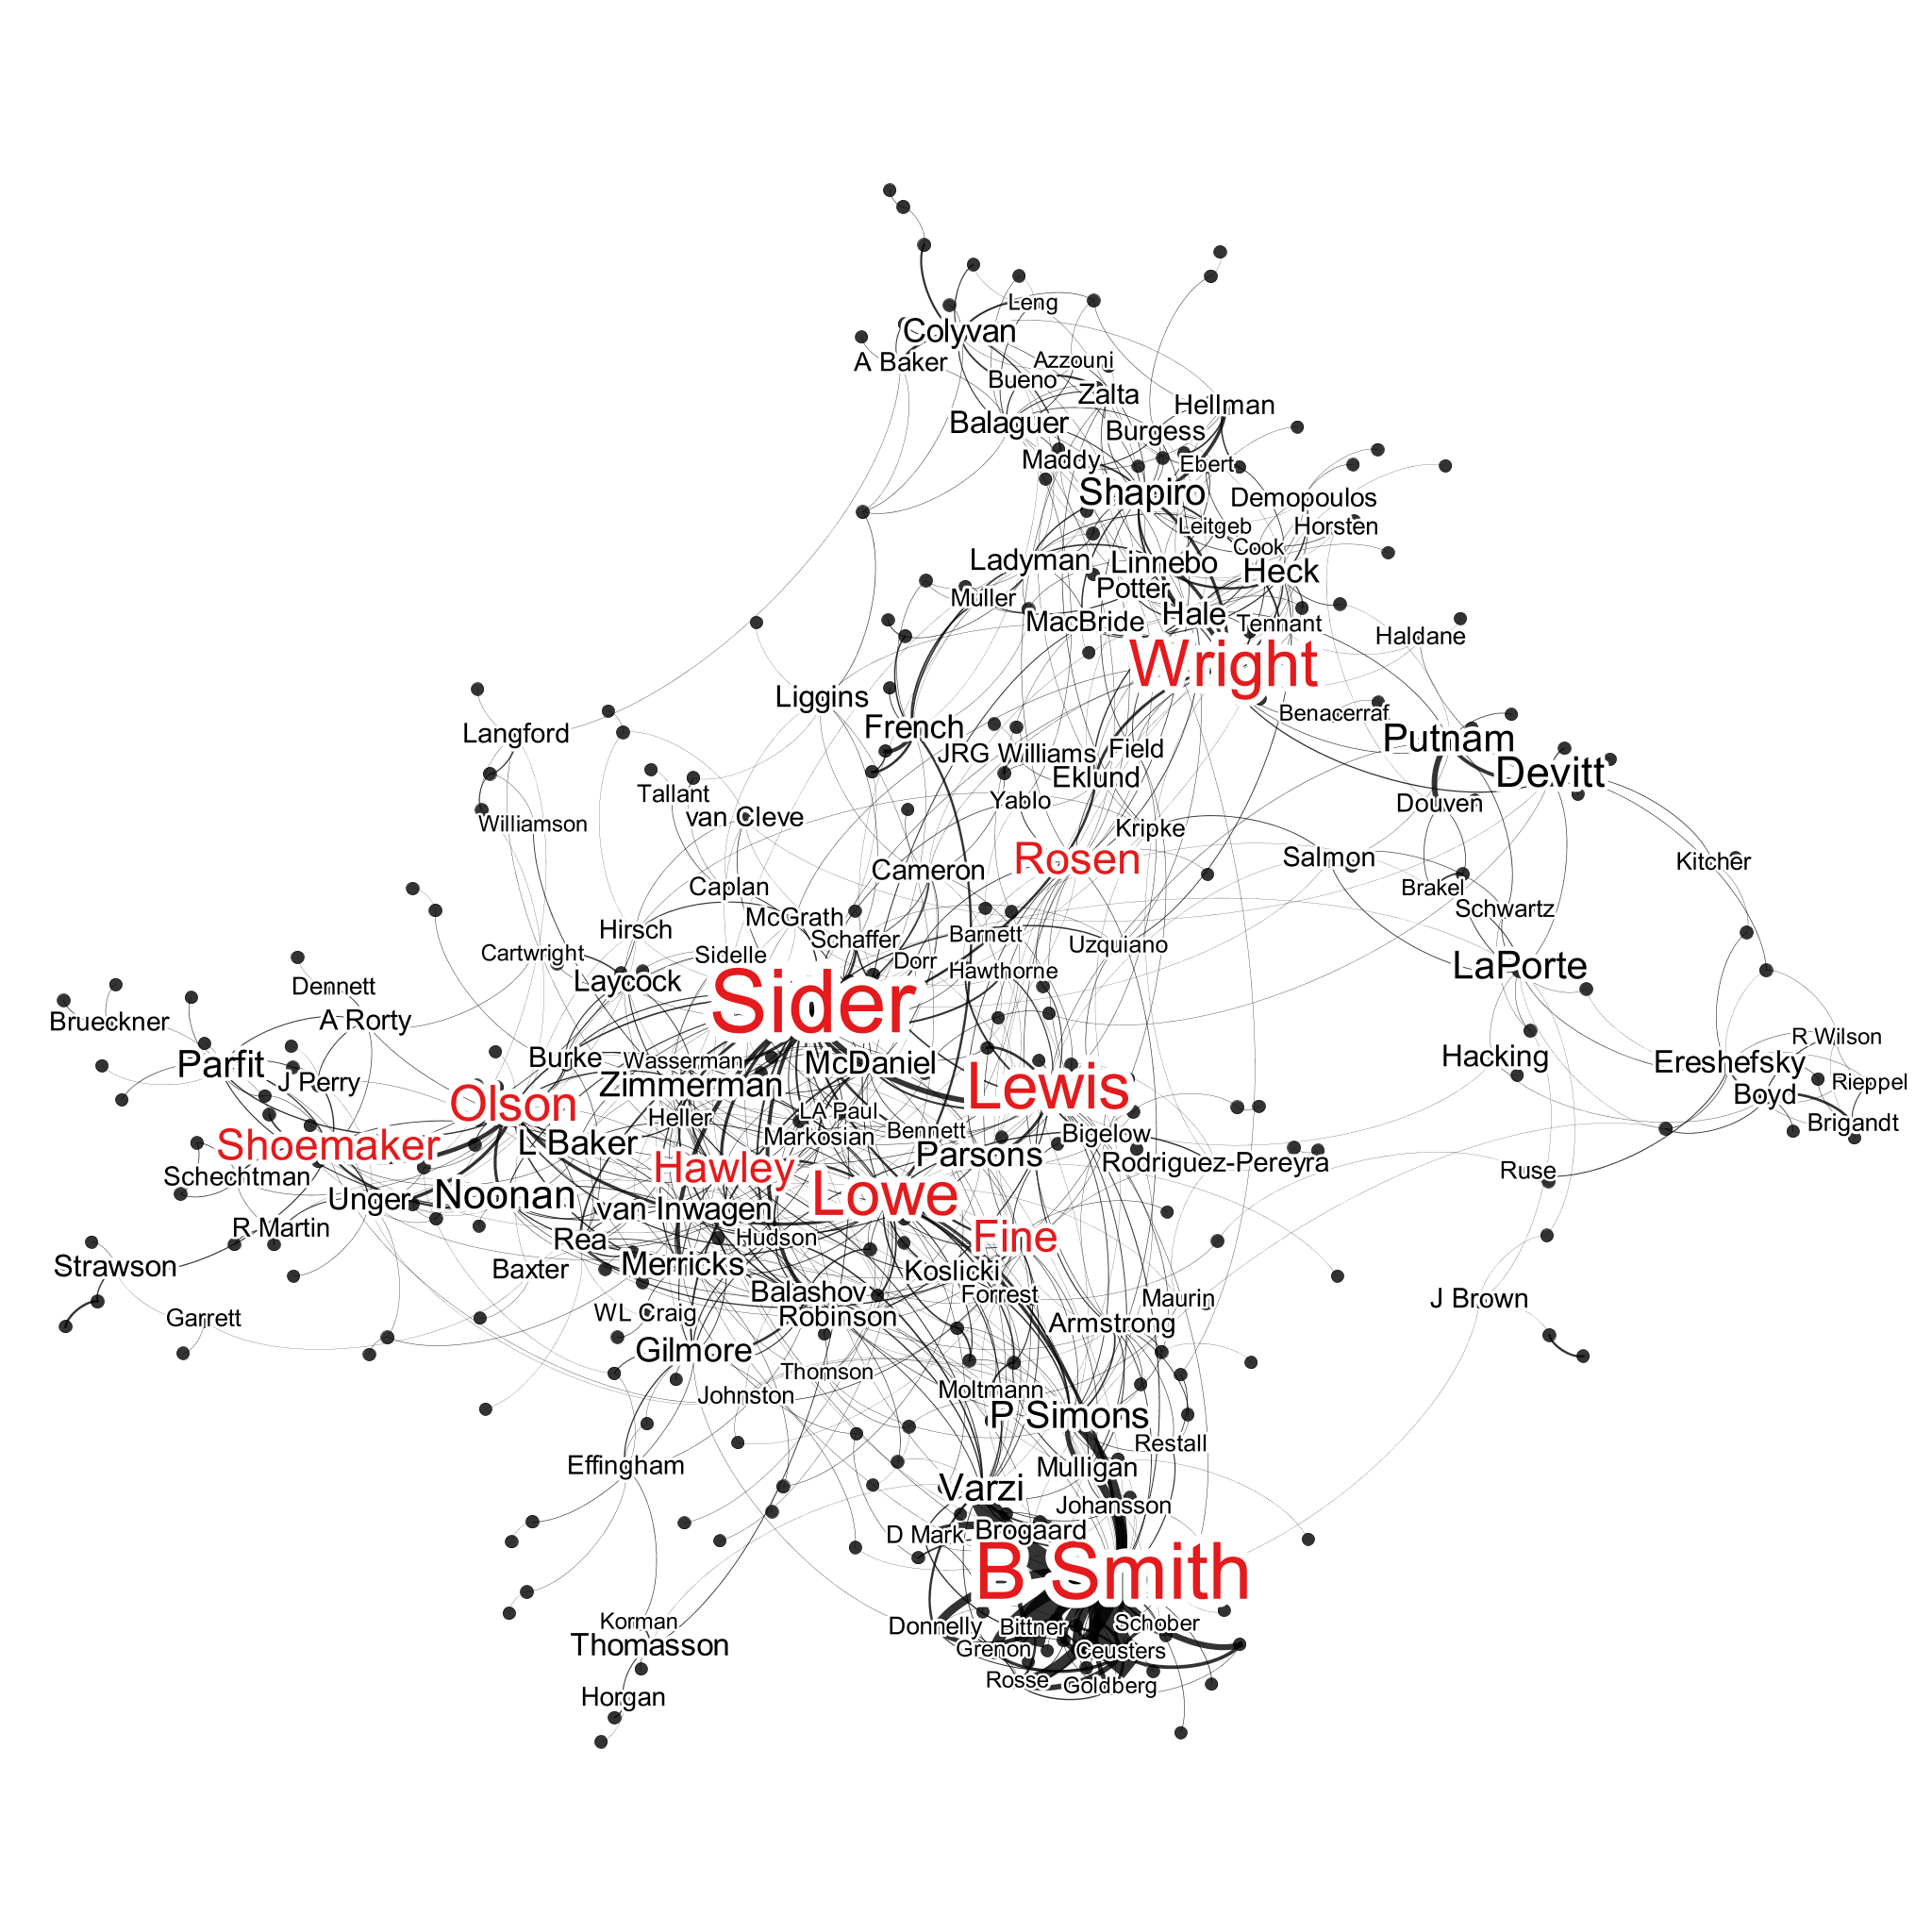 Leng
Colyvan
A Baker
Azzouni
Bueno
Zalta
Hellman
Balaguer
Burgess
Maddy
Ebert
Shapiro
Demopoulos
Leitgeb
Horsten
Cook
Ladyman
Linnebo
Heck
Potter
Muller
Hale
MacBride
Tennant
Haldane
Wright
Liggins
Benacerraf
French
Langford
Putnam
JRG Williams
Field
Eklund
Devitt
Tallant
Yablo
Douven
van Cleve
Williamson
Kripke
Rosen
Salmon
Kitcher
Cameron
Caplan
Brakel
Schwartz
McGrath
Hirsch
Schaffer
Barnett
Uzquiano
Cartwright
Sidelle
Dorr
Hawthorne
LaPorte
Laycock
Dennett
Sider
Brueckner
A Rorty
R Wilson
Burke
Wasserman
McDaniel
Hacking
Ereshefsky
Parfit
J Perry
Zimmerman
Lewis
Rieppel
Boyd
Olson
Heller
LA Paul
Brigandt
Shoemaker
L Baker
Markosian
Bennett
Bigelow
Parsons
Rodriguez-Pereyra
Schechtman
Hawley
Ruse
Unger
Noonan
Lowe
van Inwagen
R Martin
Rea
Hudson
Fine
Strawson
Baxter
Merricks
Koslicki
Balashov
Forrest
Maurin
J Brown
Garrett
WL Craig
Robinson
Armstrong
Gilmore
Thomson
Johnston
Moltmann
P Simons
Restall
Effingham
Mulligan
Varzi
Johansson
D Mark
Brogaard
B Smith
Korman
Donnelly
Bittner
Schober
Thomasson
Grenon
Ceusters
Rosse
Goldberg
Horgan